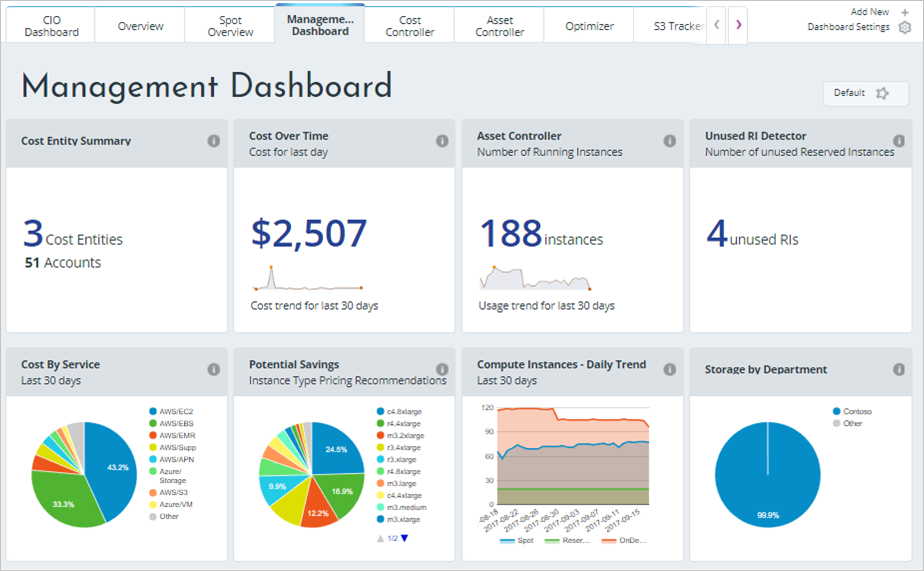 CIO
Dashboard
Overview
Spot
Overview
Manageme...
Dashboard
Cost
Controller
Asset
Controller
Optimizer
S3 Tracker
Add New +
Dashboard Settings
Management Dashboard
Default
Cost Entity Summary
3 Cost Entities
51 Accounts
Cost Over Time
Cost for last day
$2,507
Cost trend for last 30 days
Asset Controller
Number of Running Instances
188 instances
Usage trend for last 30 days
Unused RI Detector
Number of unused Reserved Instances
4 unused RIs
Cost By Service
Last 30 days
43.2%
33.3%
AWS/EC2
AWS/EBS
AWS/EMR
AWS/Supp
AWS/APN
Azure/
Storage
AWS/S3
Azure/VM
Other
Potential Savings
Instance Type Pricing Recommendations
24.5%
16.9%
12.2%
9.9%
c4.8xlarge
r4.4xlarge
m3.2xlarge
r3.4xlarge
r3.xlarge
r4.8xlarge
m3.large
c4.4xlarge
m3.medium
m3.xlarge
1/2
Compute Instances - Daily Trend
Last 30 days
120
90
60
30
0
-08-18
2017-08-22
2017-08-26
2017-08-30
2017-09-03
2017-09-07
2017-09-11
2017-09-15
Spot
Reser...
OnDe...
Storage by Department
99.9%
Contoso
Other